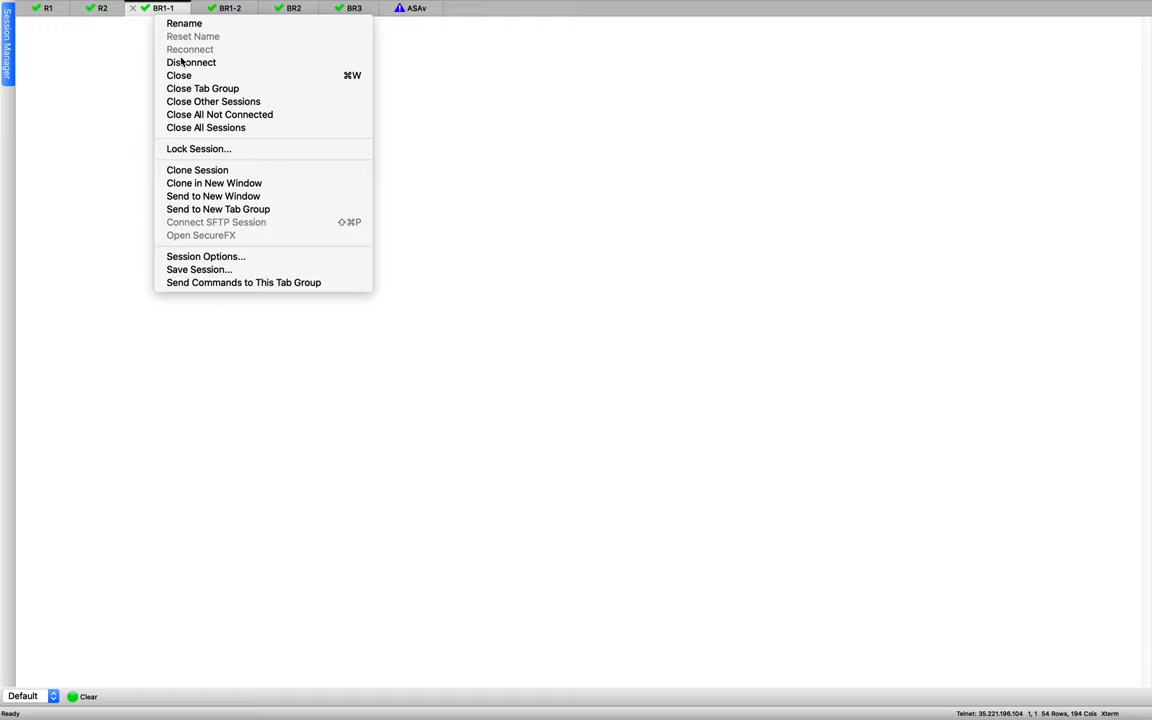 Session Manager
R1 R2 BR1-1 BR1-2 BR2 BR3 ASAv
Rename
Reset Name
Reconnect
Disconnect
Close ⌘W
Close Tab Group
Close Other Sessions
Close All Not Connected
Close All Sessions
Lock Session...
Clone Session
Clone in New Window
Send to New Window
Send to New Tab Group
Connect SFTP Session ⇧⌘P
Open SecureFX
Session Options...
Save Session...
Send Commands to This Tab Group
Default Clear
Ready Telnet: 35.221.196.104 1, 1 54 Rows, 194 Cols Xterm